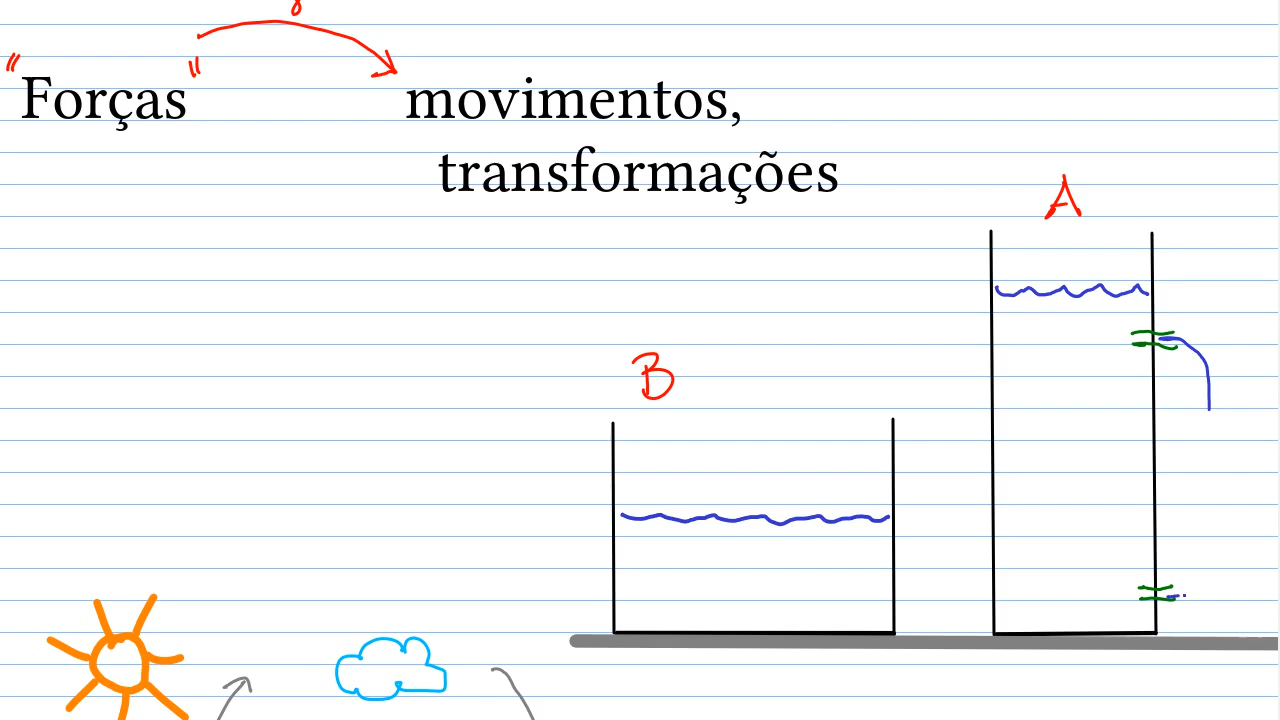 "Forças" movimentos,
transformações
A
B